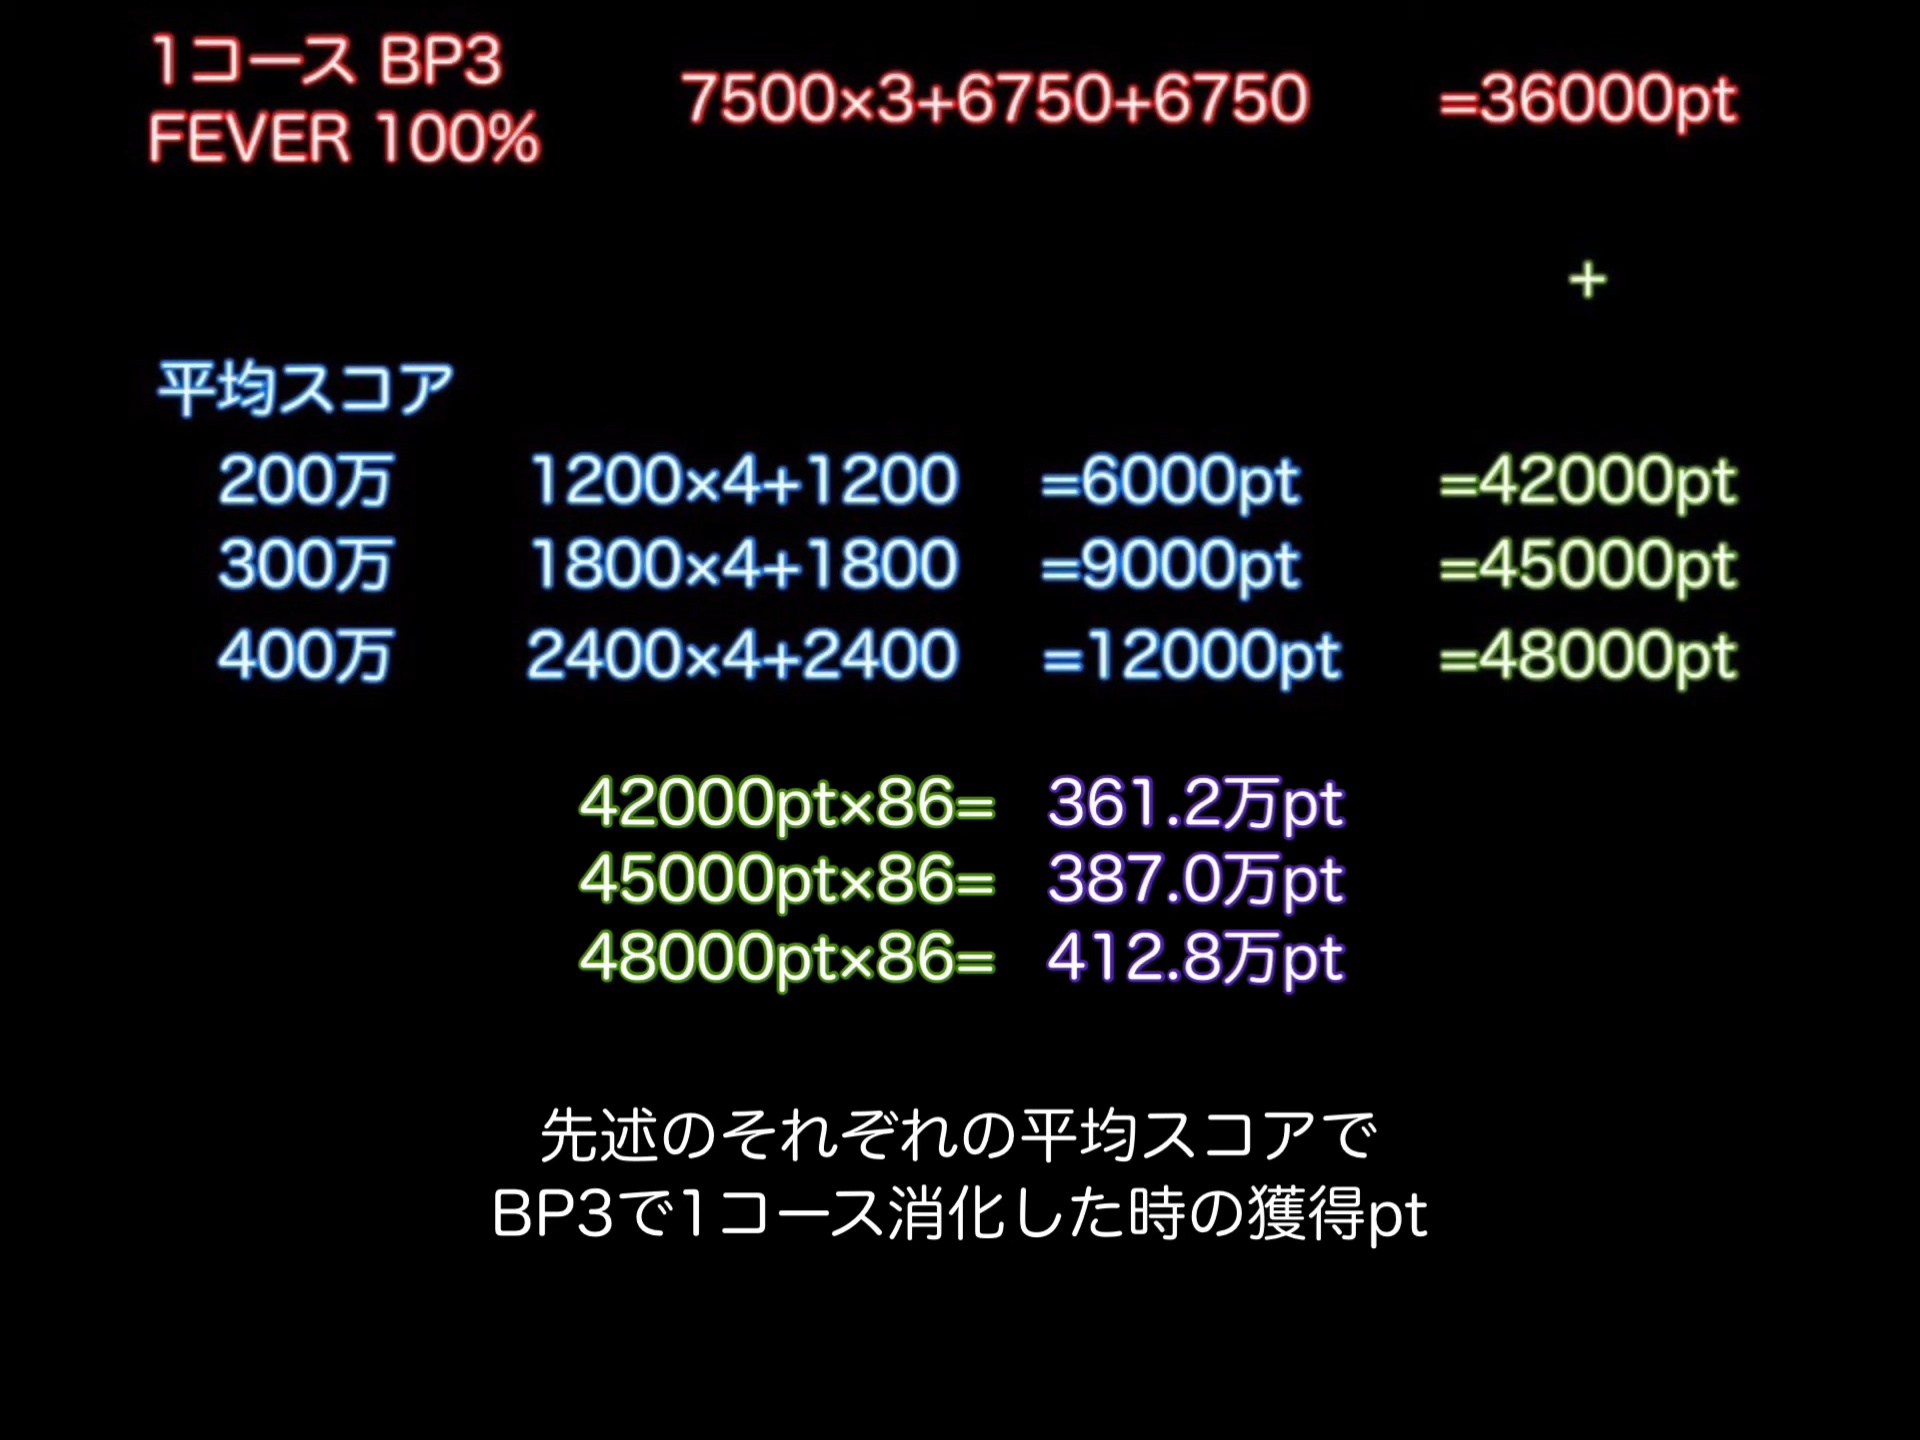 1コース BP3
FEVER 100%
7500×3+6750+6750 =36000pt
+
平均スコア
200万 1200×4+1200 =6000pt =42000pt
300万 1800×4+1800 =9000pt =45000pt
400万 2400×4+2400 =12000pt =48000pt
42000pt×86= 361.2万pt
45000pt×86= 387.0万pt
48000pt×86= 412.8万pt
先述のそれぞれの平均スコアで
BP3で1コース消化した時の獲得pt